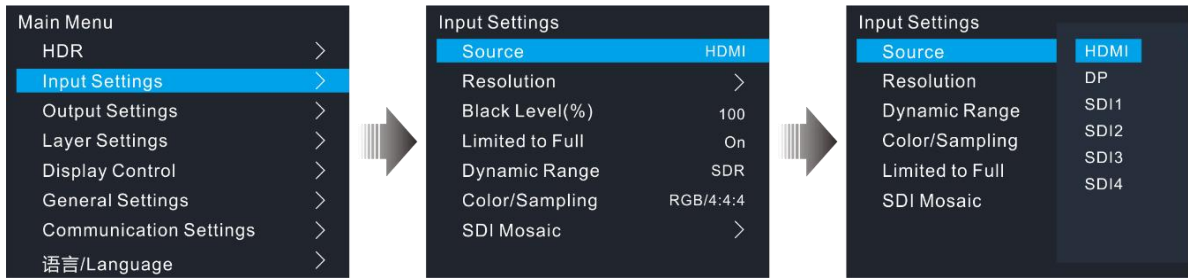 Main Menu
HDR
Input Settings
Output Settings
Layer Settings
Display Control
General Settings
Communication Settings
语言/Language
Input Settings
Source HDMI
Resolution
Black Level(%) 100
Limited to Full On
Dynamic Range SDR
Color/Sampling RGB/4:4:4
SDI Mosaic
Input Settings
Source HDMI
Resolution DP
Dynamic Range SDI1
Color/Sampling SDI2
Limited to Full SDI3
SDI Mosaic SDI4